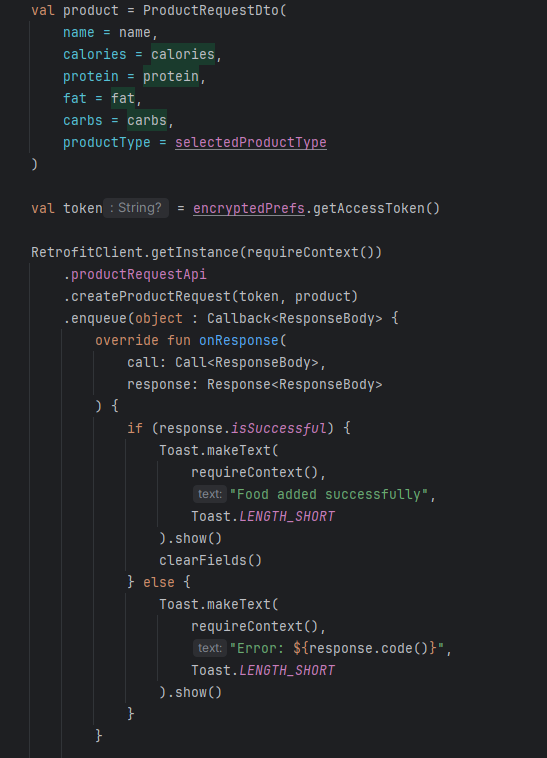 val product = ProductRequestDto(
    name = name,
    calories = calories,
    protein = protein,
    fat = fat,
    carbs = carbs,
    productType = selectedProductType
)
val token : String? = encryptedPrefs.getAccessToken()
RetrofitClient.getInstance(requireContext())
    .productRequestApi
    .createProductRequest(token, product)
    .enqueue(object : Callback<ResponseBody> {
        override fun onResponse(
            call: Call<ResponseBody>,
            response: Response<ResponseBody>
        ) {
            if (response.isSuccessful) {
                Toast.makeText(
                    requireContext(),
                    text: "Food added successfully",
                    Toast.LENGTH_SHORT
                ).show()
                clearFields()
            } else {
                Toast.makeText(
                    requireContext(),
                    text: "Error: ${response.code()}",
                    Toast.LENGTH_SHORT
                ).show()
            }
        }